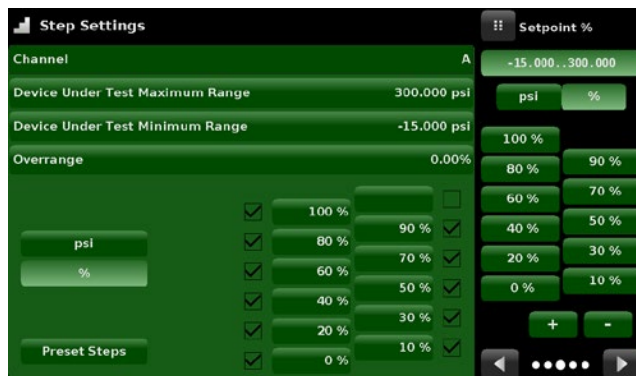 Step Settings
Channel A
Device Under Test Maximum Range 300.000 psi
Device Under Test Minimum Range -15.000 psi
Overrange 0.00%
psi
%
Preset Steps
100 %
90 %
80 %
70 %
60 %
50 %
40 %
30 %
20 %
10 %
0 %
Setpoint %
-15.000..300.000
psi %
100 %
90 %
80 %
70 %
60 %
50 %
40 %
30 %
20 %
10 %
0 %
+ -